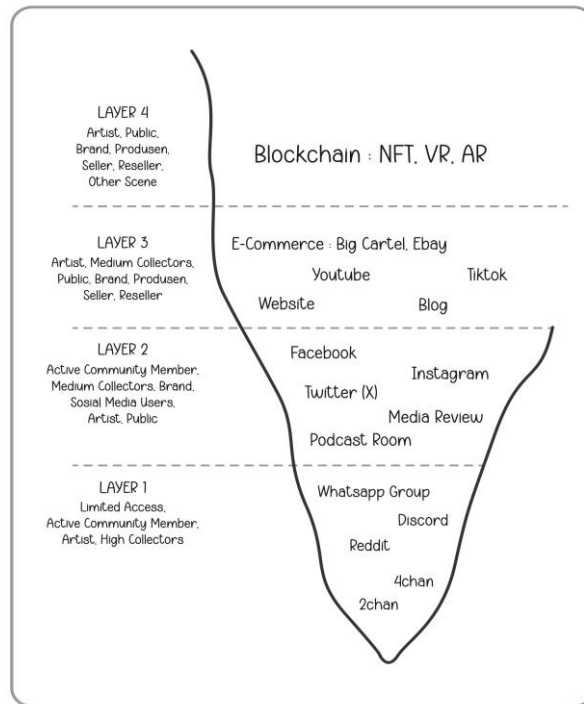 LAYER 4
Artist, Public,
Brand, Produsen,
Seller, Reseller,
Other Scene
Blockchain : NFT, VR, AR
LAYER 3
Artist, Medium Collectors,
Public, Brand, Produsen,
Seller, Reseller
E-Commerce : Big Cartel, Ebay
Youtube
Tiktok
Website
Blog
LAYER 2
Active Community Member,
Medium Collectors, Brand,
Sosial Media Users,
Artist, Public
Facebook
Instagram
Twitter (X)
Media Review
Podcast Room
LAYER 1
Limited Access,
Active Community Member,
Artist, High Collectors
Whatsapp Group
Discord
Reddit
4chan
2chan